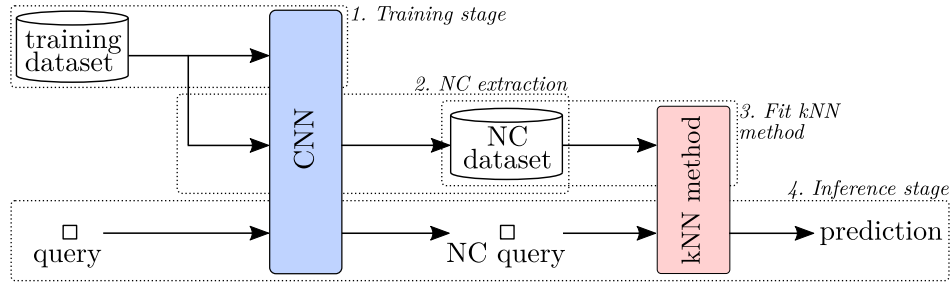 1. Training stage
training
dataset
2. NC extraction
CNN
NC
dataset
3. Fit kNN
method
kNN method
4. Inference stage
query
NC query
prediction